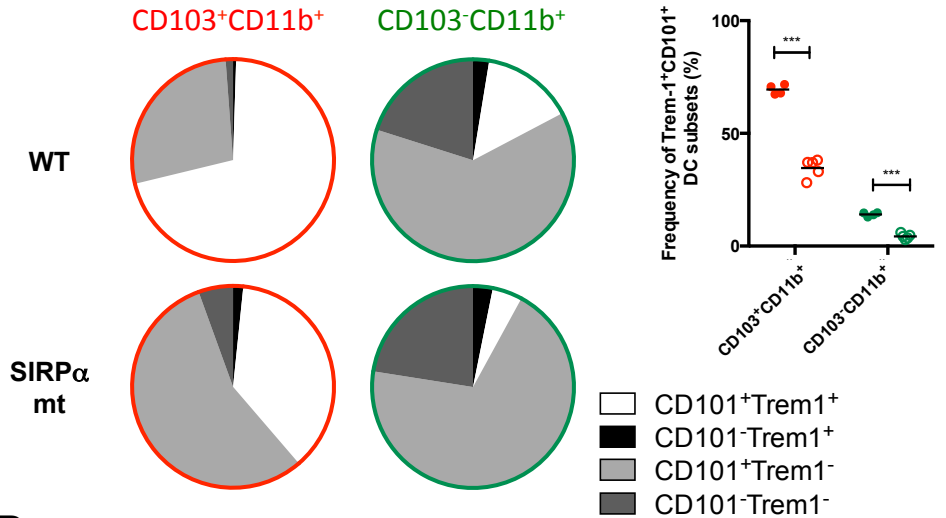 CD103⁺CD11b⁺
CD103⁻CD11b⁺
WT
SIRPα
mt
Frequency of Trem-1⁺CD101⁺
DC subsets (%)
100
50
0
***
***
CD103⁺CD11b⁺
CD103⁻CD11b⁺
CD101⁺Trem1⁺
CD101⁻Trem1⁺
CD101⁺Trem1⁻
CD101⁻Trem1⁻